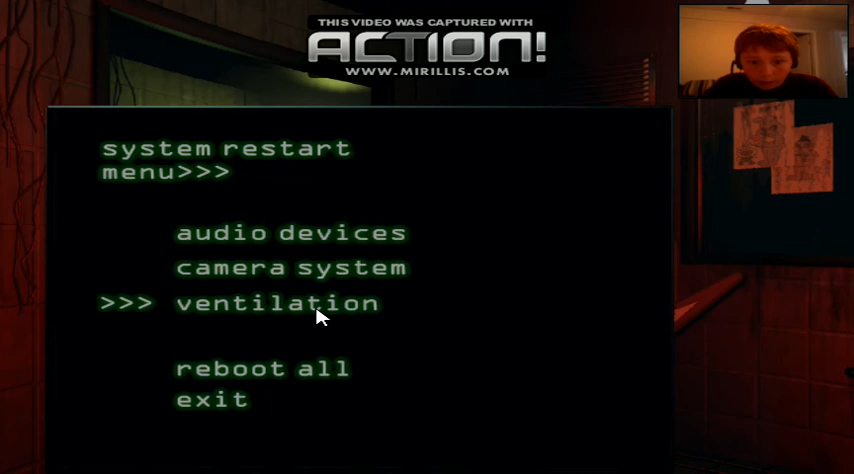 THIS VIDEO WAS CAPTURED WITH
ACTION!
WWW.MIRILLIS.COM
system restart
menu>>>
audio devices
camera system
>>> ventilation
reboot all
exit